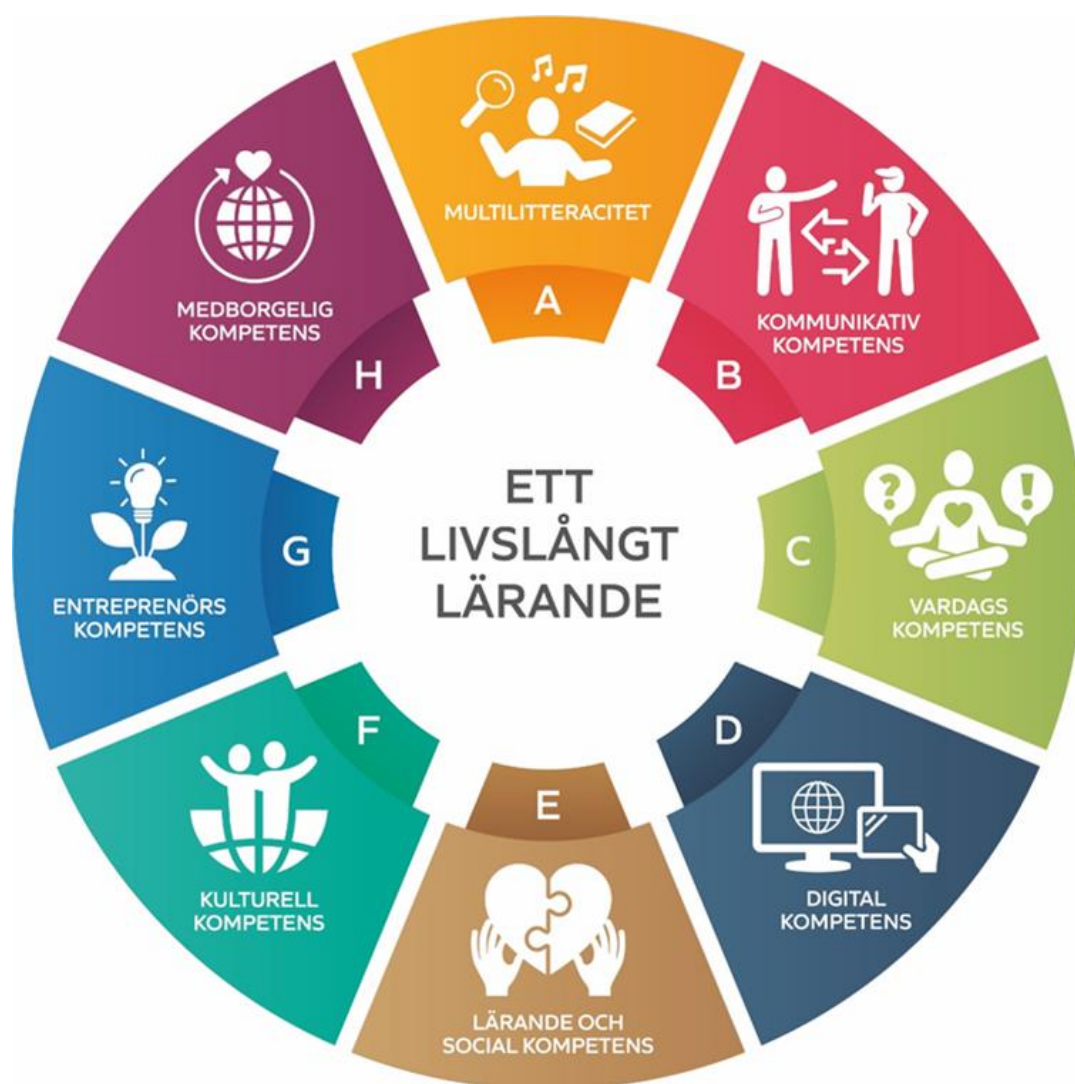 MULTILITTERACITET
A
KOMMUNIKATIV
KOMPETENS
B
VARDAGS
KOMPETENS
C
DIGITAL
KOMPETENS
D
LÄRANDE OCH
SOCIAL KOMPETENS
E
KULTURELL
KOMPETENS
F
ENTREPRENÖRS
KOMPETENS
G
MEDBORGELIG
KOMPETENS
H
ETT
LIVSLÅNGT
LÄRANDE
?
!